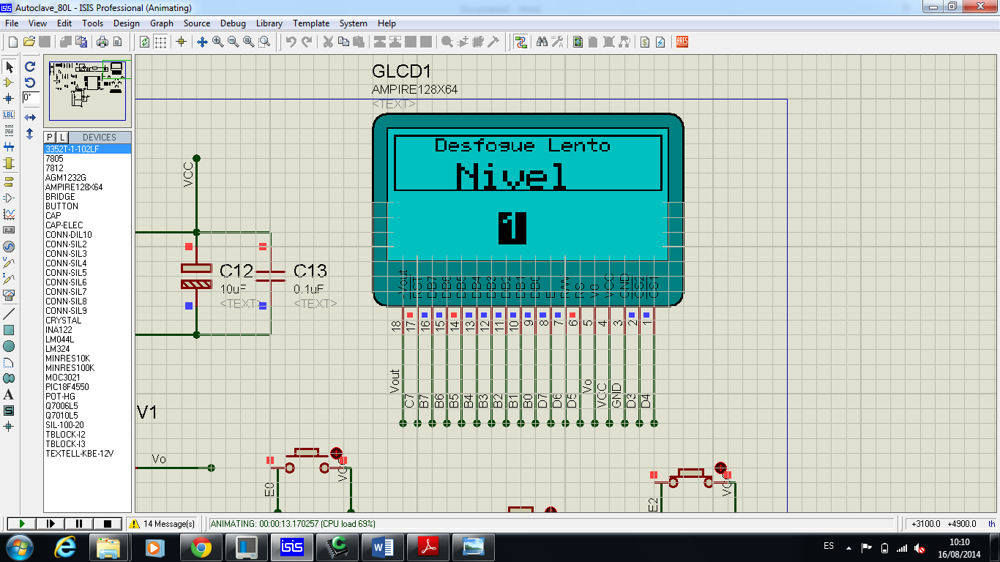 Autoclave_80L - ISIS Professional (Animating)
File View Edit Tools Design Graph Source Debug Library Template System Help
0°
P L DEVICES
3352T-1-102LF
7805
7812
AGM1232G
AMPIRE128X64
BRIDGE
BUTTON
CAP
CAP-ELEC
CONN-DIL10
CONN-SIL2
CONN-SIL3
CONN-SIL4
CONN-SIL5
CONN-SIL6
CONN-SIL7
CONN-SIL8
CONN-SIL9
CRYSTAL
INA122
LM044L
LM324
MINRES10K
MINRES100K
MOC3021
PIC18F4550
POT-HG
Q7006L5
Q7010L5
SIL-100-20
TBLOCK-I2
TBLOCK-I3
TEXTELL-KBE-12V
GLCD1
AMPIRE128X64
<TEXT>
Desfogue Lento
Nivel
1
VCC
C12
10uF
<TEXT>
C13
0.1uF
<TEXT>
-Vout RST DB7 DB6 DB5 DB4 DB3 DB2 DB1 DB0 E R/W RS V0 VCC GND CS2 CS1
18 17 16 15 14 13 12 11 10 9 8 7 6 5 4 3 2 1
Vout C7 B7 B6 B5 B4 B3 B2 B1 B0 D7 D6 D5 Vo VCC GND D3 D4
V1
Vo
E0
VCC
E2
VCC
14 Message(s)
ANIMATING: 00:00:13.170257 (CPU load 69%)
+3100.0 +4900.0 th
isis
ES
10:10
16/08/2014